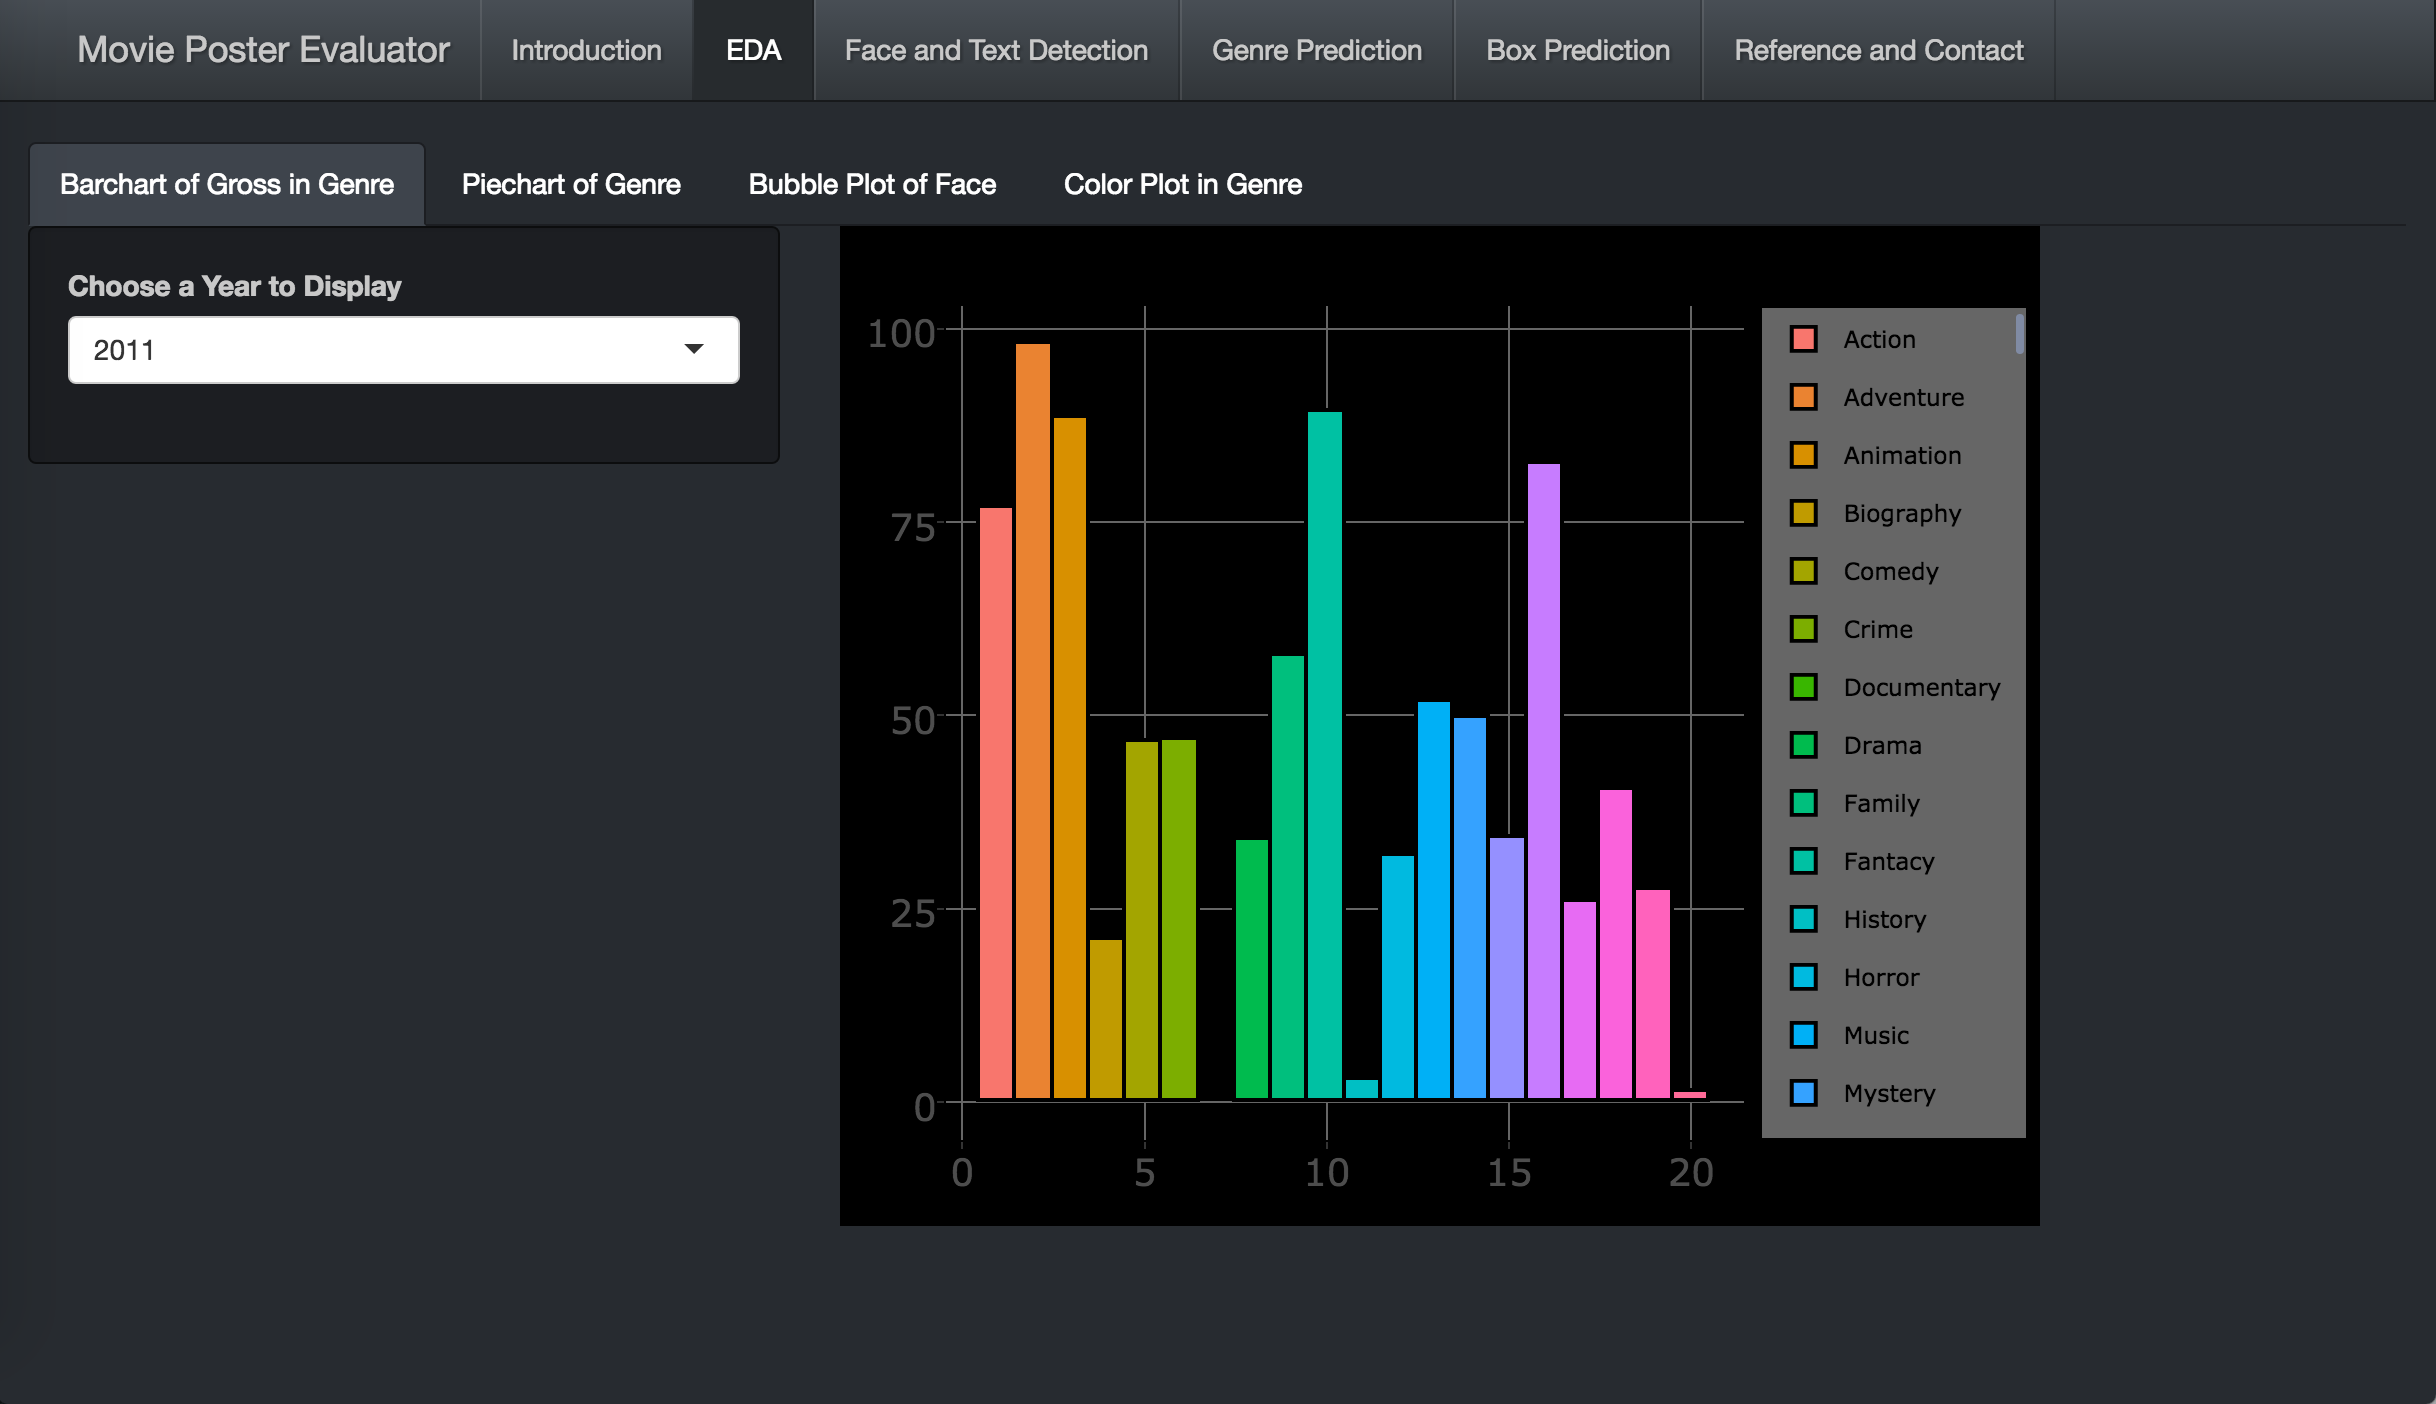 Movie Poster Evaluator
Introduction
EDA
Face and Text Detection
Genre Prediction
Box Prediction
Reference and Contact
Barchart of Gross in Genre
Piechart of Genre
Bubble Plot of Face
Color Plot in Genre
Choose a Year to Display
2011
100
75
50
25
0
0
5
10
15
20
Action
Adventure
Animation
Biography
Comedy
Crime
Documentary
Drama
Family
Fantacy
History
Horror
Music
Mystery